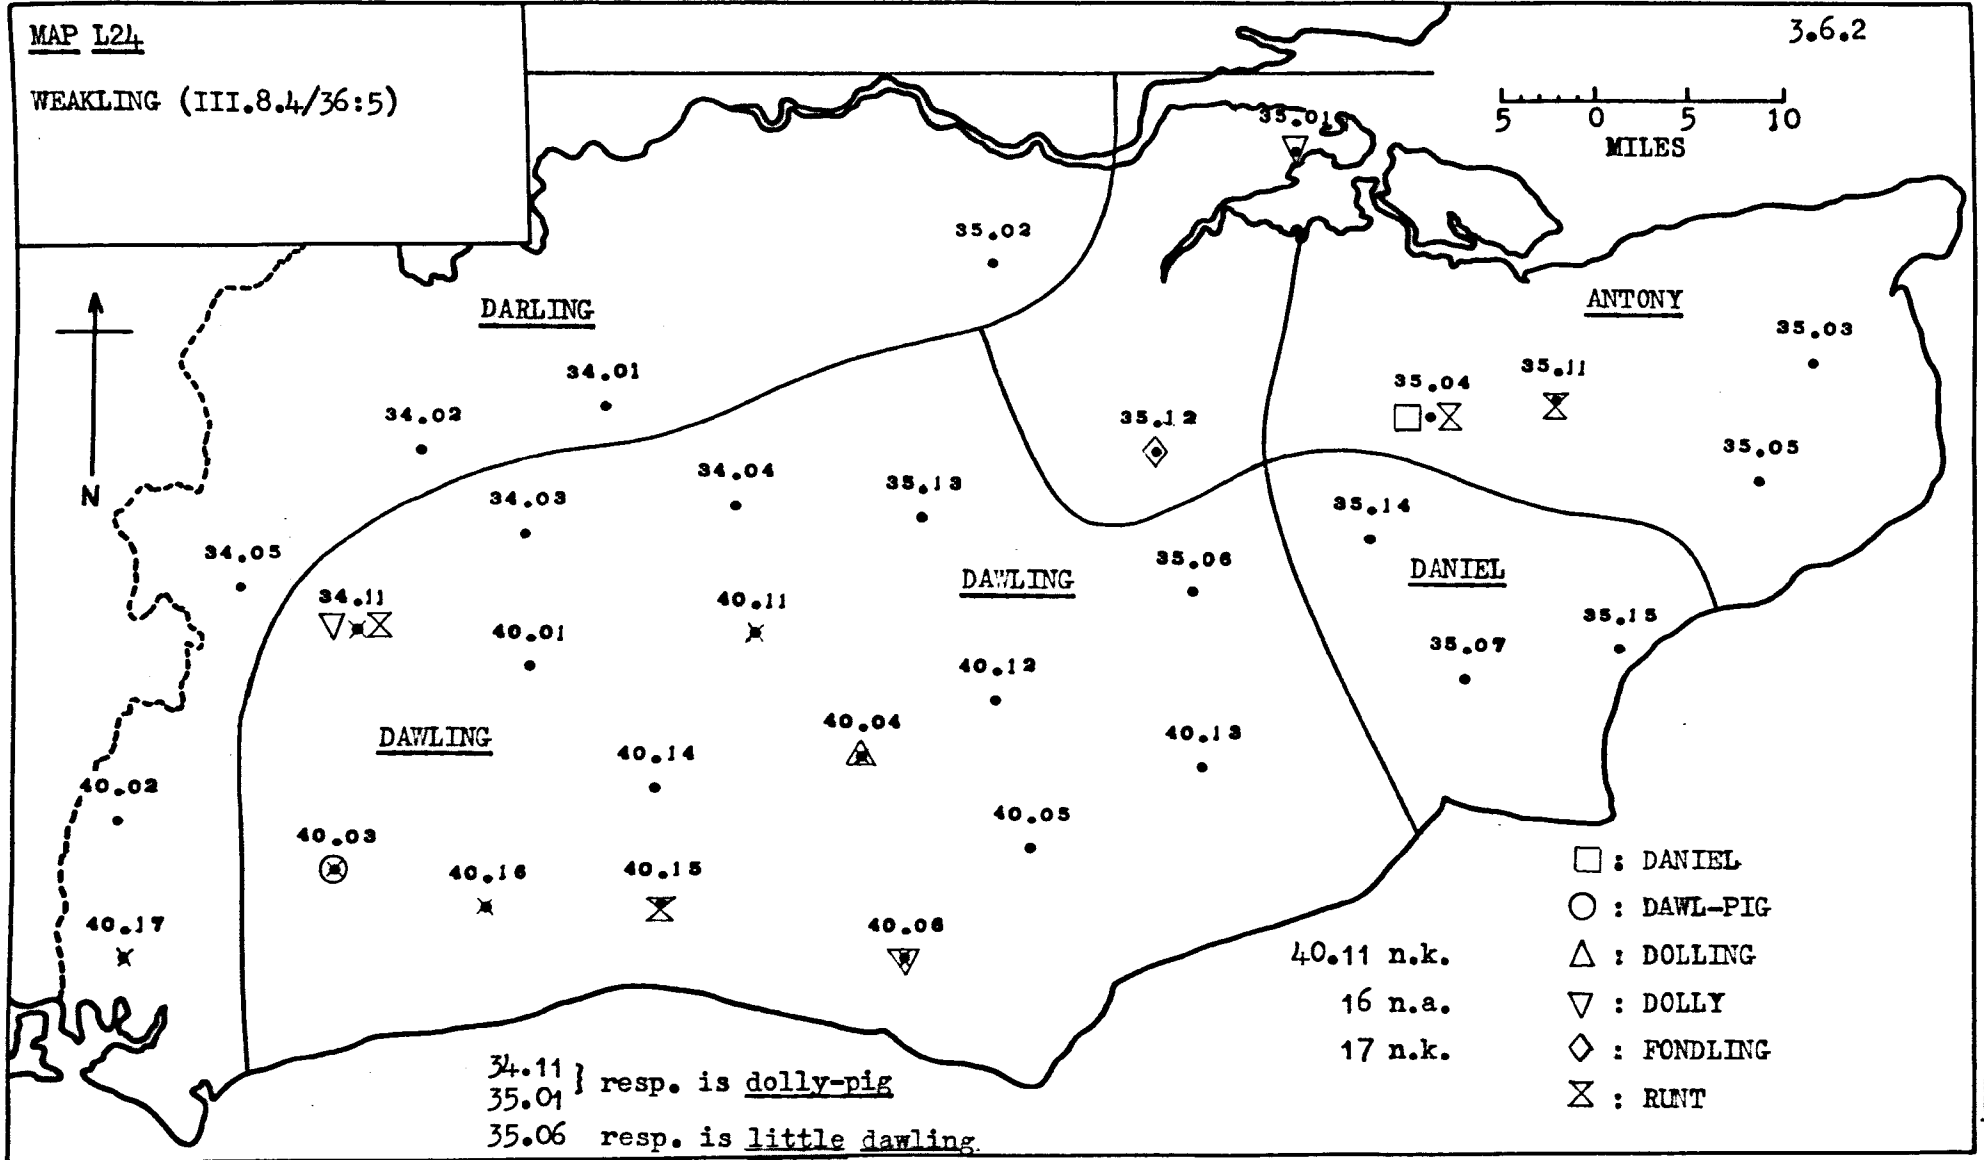 MAP L24
3.6.2
WEAKLING (III.8.4/36:5)
5 0 5 10
MILES
35.01
35.02
DARLING
ANTONY
35.03
34.01
35.04
35.11
34.02
35.12
35.05
34.04
35.13
34.03
35.14
N
34.05
35.06
DAWLING
DANIEL
34.11
40.11
35.15
40.01
35.07
40.12
40.04
DAWLING
40.13
40.14
40.02
40.05
40.03
40.16
40.15
40.17
40.06
□ : DANIEL
○ : DAWL-PIG
40.11 n.k.
△ : DOLLING
16 n.a.
▽ : DOLLY
17 n.k.
◇ : FONDLING
⧖ : RUNT
34.11
35.01 } resp. is dolly-pig
35.06 resp. is little dawling.